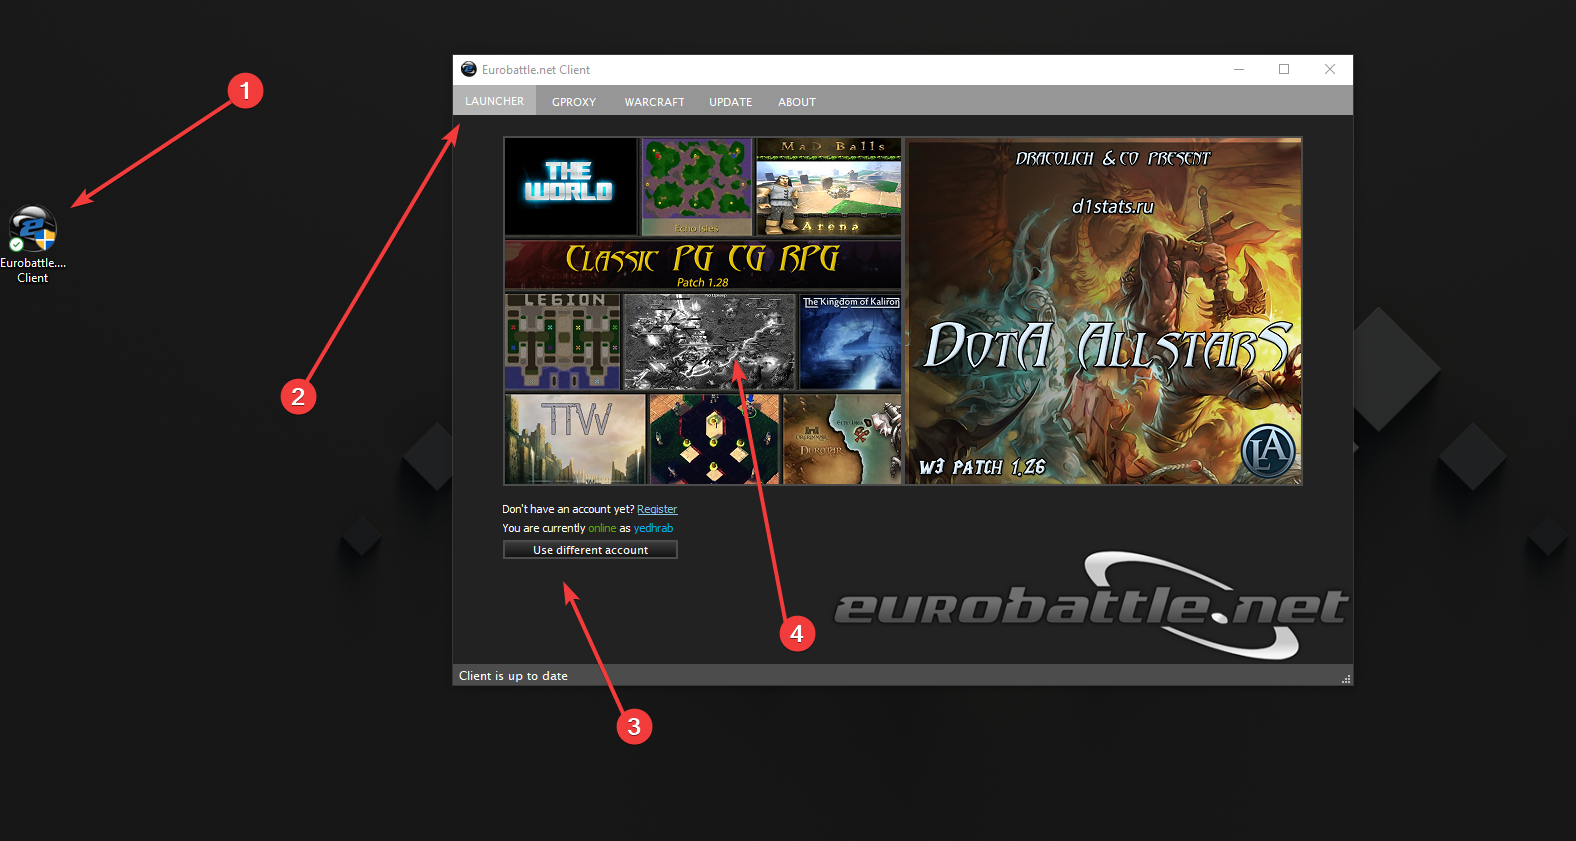 1
Eurobattle.net Client
LAUNCHER GPROXY WARCRAFT UPDATE ABOUT
2
Eurobattle....
Client
THE
WORLD
Echo Isles
MaD Balls
Arena
Classic PG CG RPG
Patch 1.28
LEGION
The Kingdom of Kaliron
TTW
DUROTAR
DRACOLICH & CO PRESENT
d1stats.ru
DotA Allstars
W3 PATCH 1.26
LA
Don't have an account yet? Register
You are currently online as yedhrab
Use different account
eurobattle.net
4
Client is up to date
3